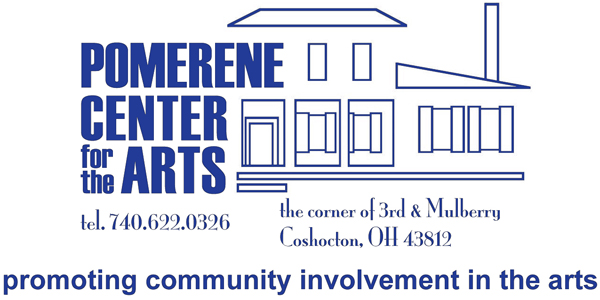 POMERENE
CENTER
for the ARTS
tel. 740.622.0326
the corner of 3rd & Mulberry
Coshocton, OH 43812
promoting community involvement in the arts